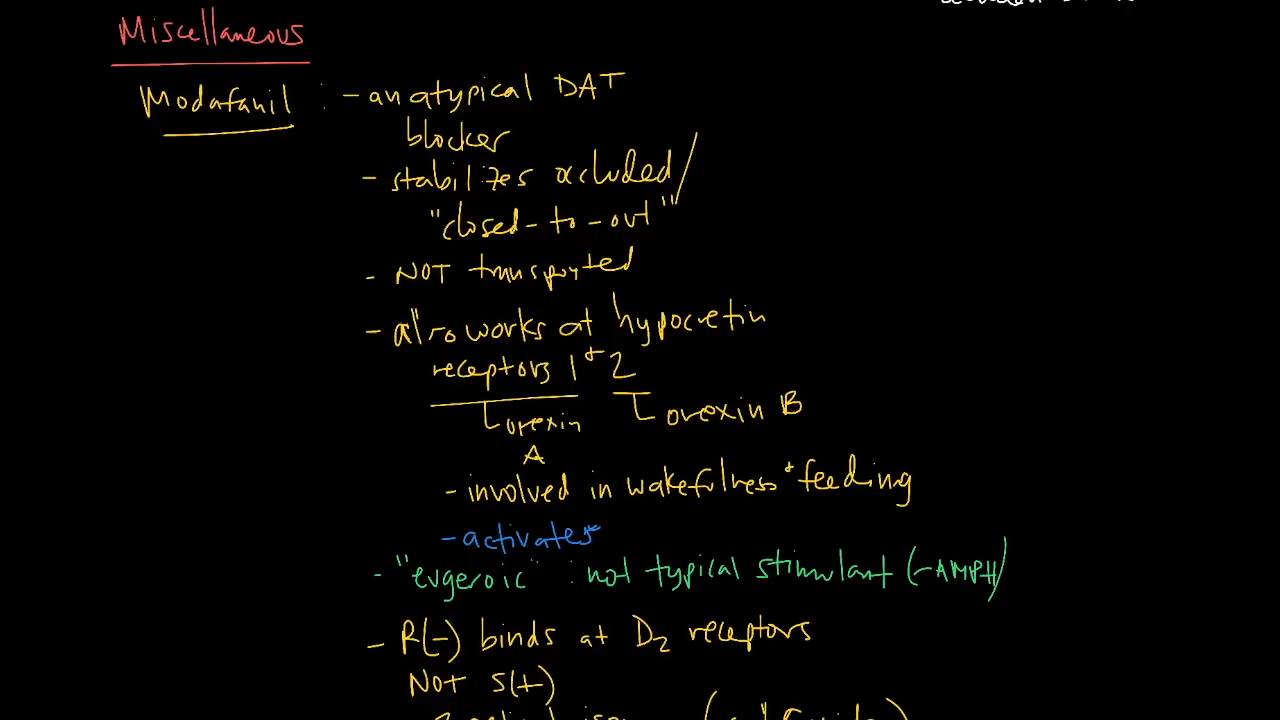 Miscellaneous
Modafanil : - an atypical DAT
blocker
- stabilizes occluded/
"closed-to-out"
- NOT transported
- also works at hypocretin
receptors 1 + 2
orexin
A
orexin B
- involved in wakefulness + feeding
- activates*
- "eugeroic" : not typical stimulant (-AMPH)
- R(-) binds at D2 receptors
NOT S(+)